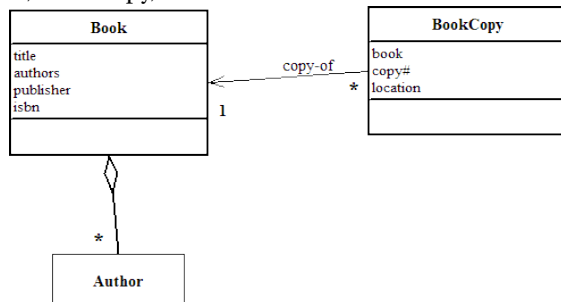 Book
title
authors
publisher
isbn
copy-of
1
*
BookCopy
book
copy#
location
*
Author